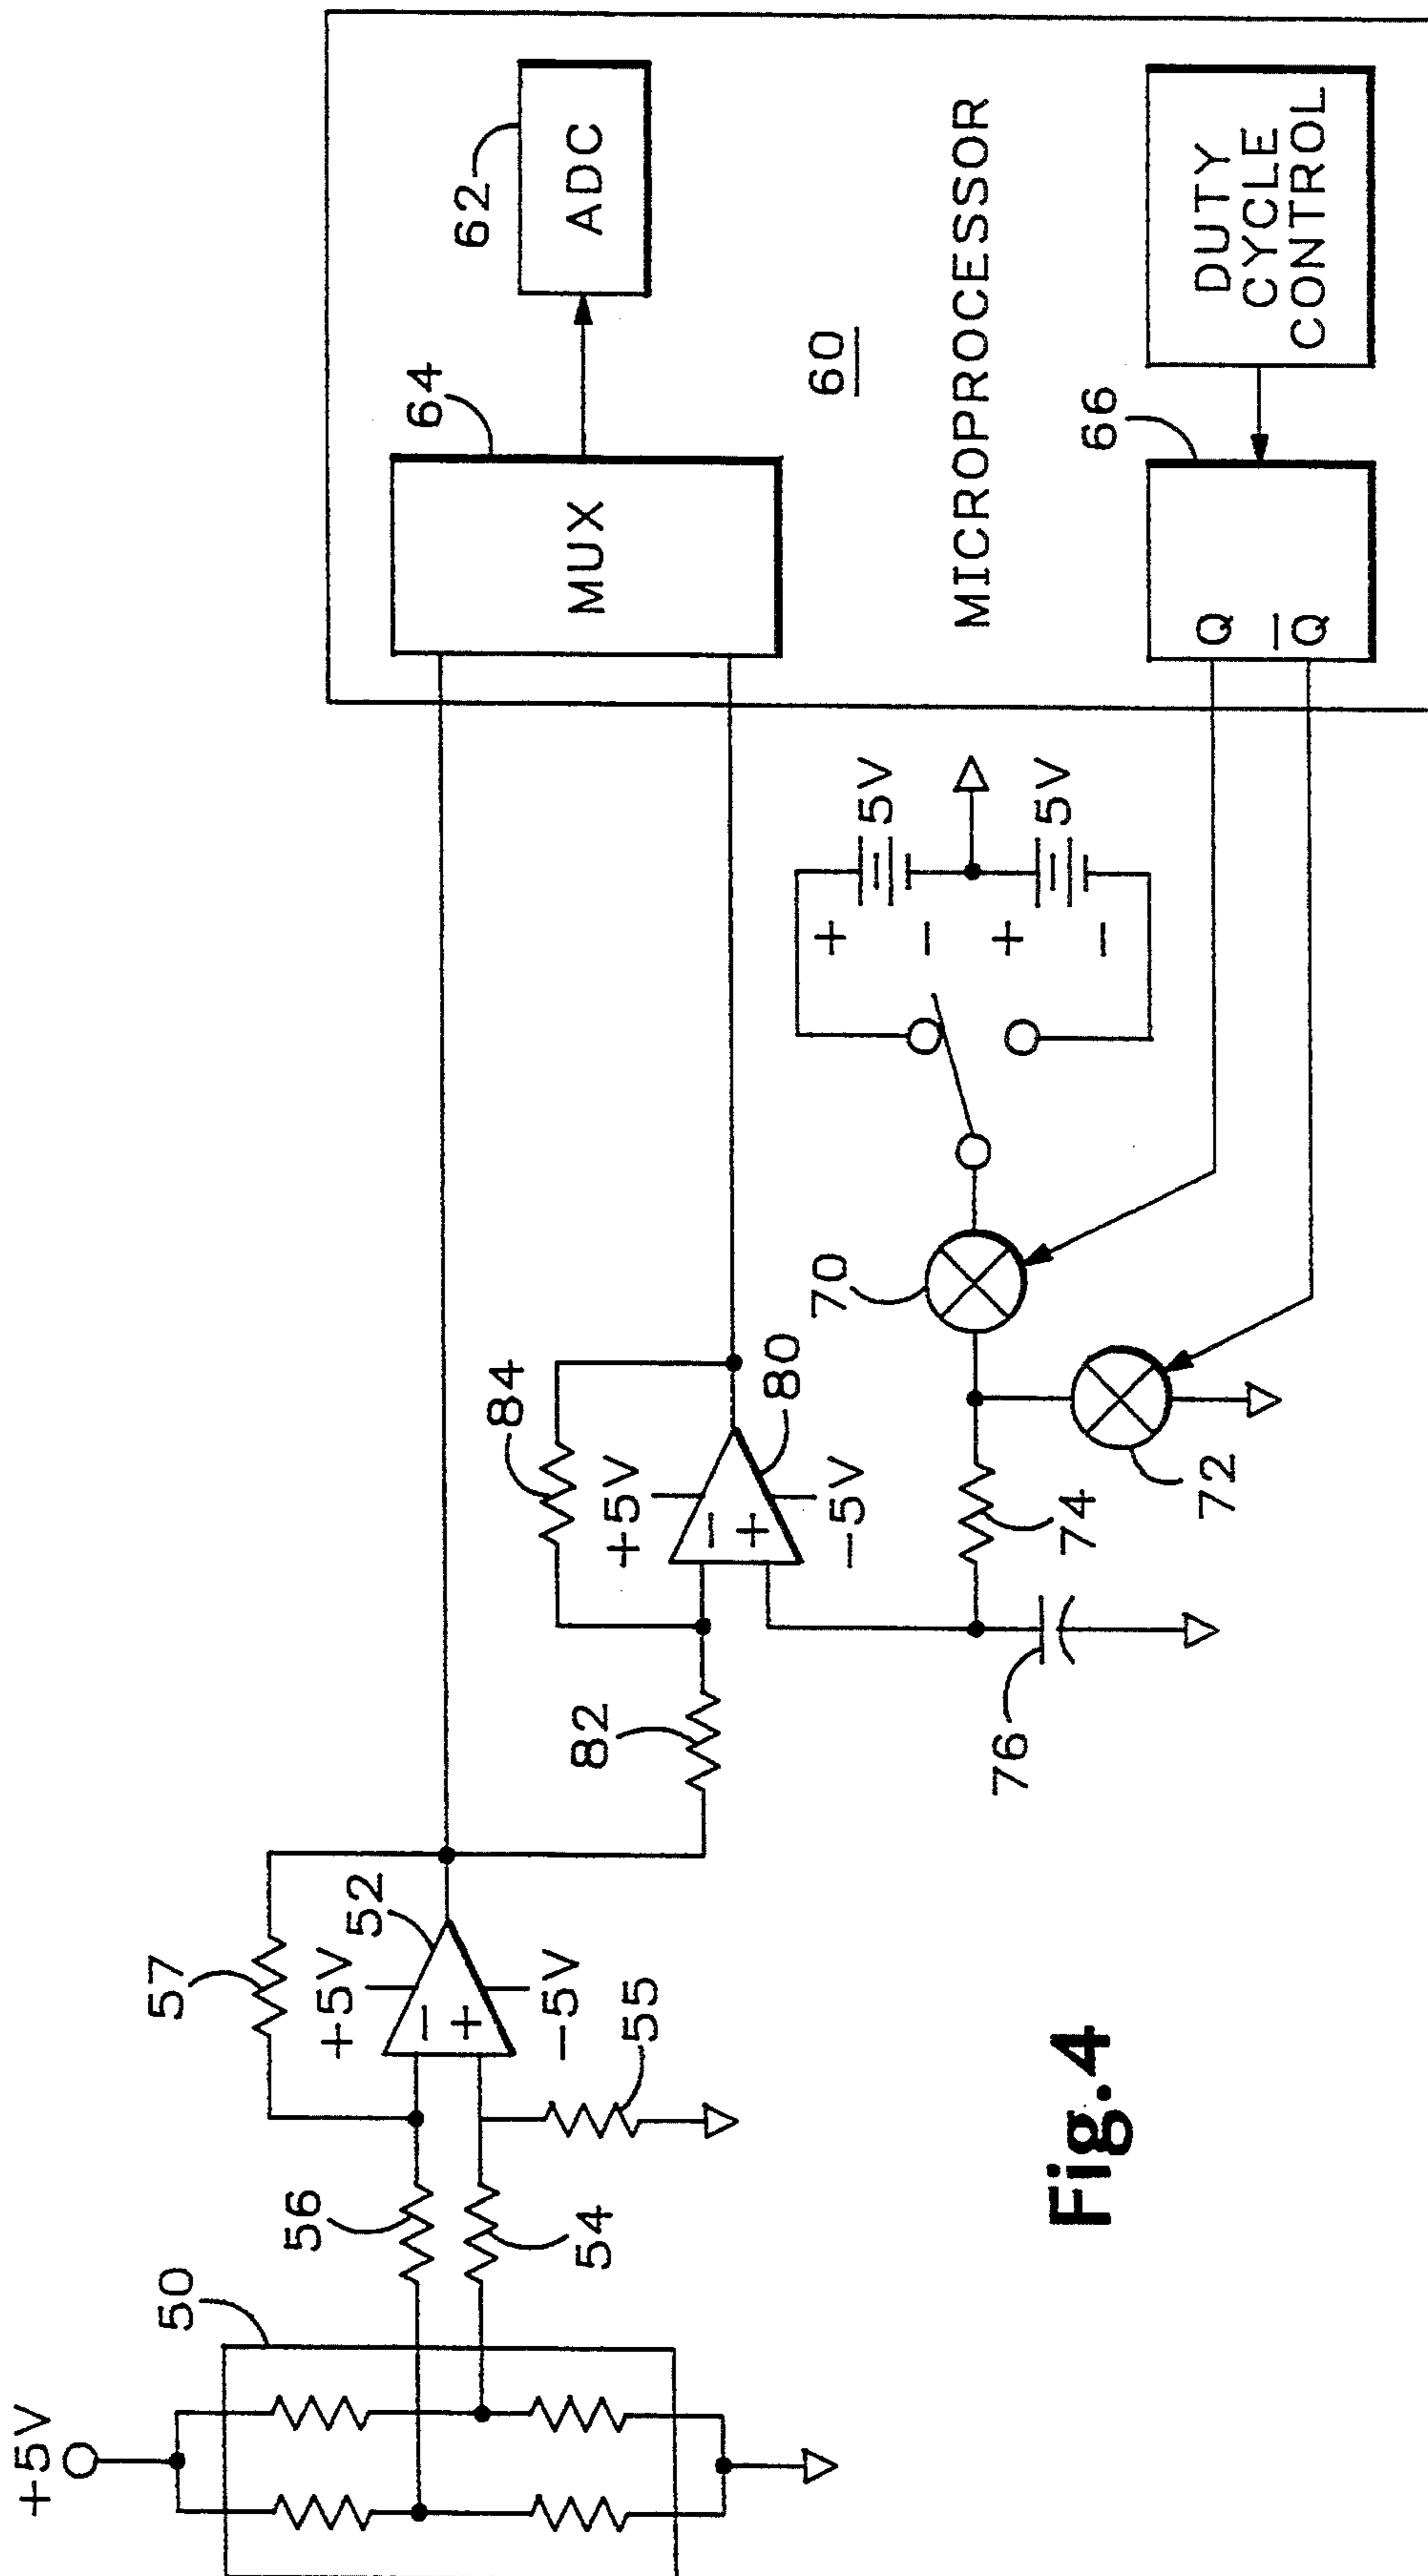 +5V
50
56
54
57
+5V
52
−
+
−5V
55
82
84
+5V
−
+
80
−5V
76
74
72
70
+
−
+
−
5V
5V
64
MUX
62
ADC
60
MICROPROCESSOR
66
Q
Q̅
DUTY
CYCLE
CONTROL
Fig.4